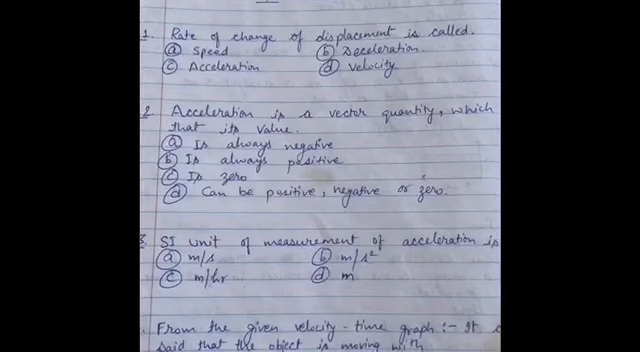 1. Rate of change of displacement is called.
(a) Speed (b) Deceleration.
(c) Acceleration (d) Velocity
2 Acceleration is a vector quantity, which
that its value.
(a) Is always negative
(b) Is always positive
(c) Is zero
(d) Can be positive, negative or zero.
3. SI unit of measurement of acceleration is
(a) m/s (b) m/s²
(c) m/hr (d) m
From the given velocity-time graph :- It
said that the object is moving with